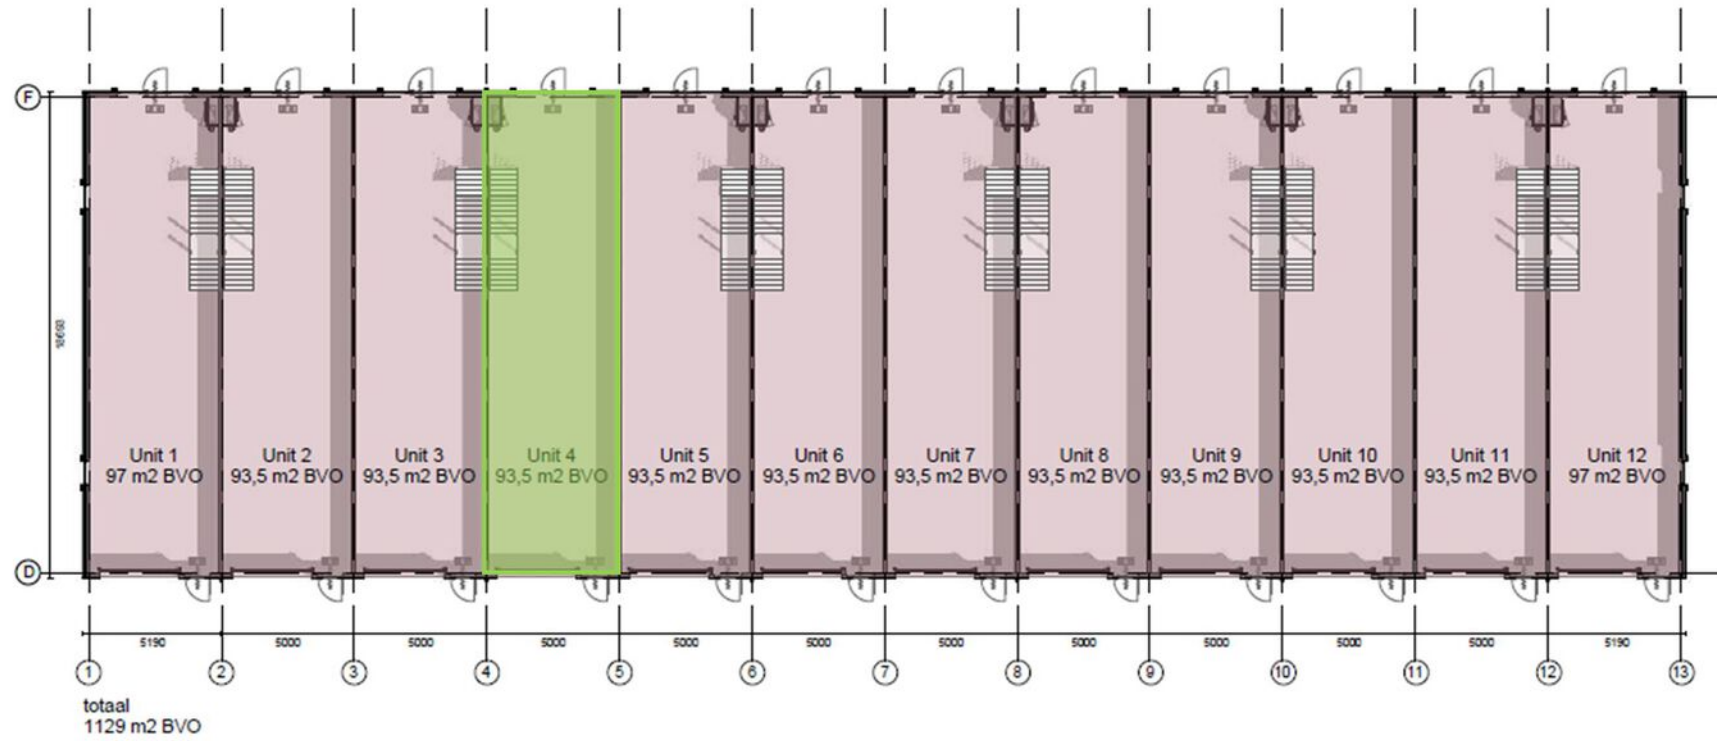 F
Unit 1
97 m2 BVO
Unit 2
93,5 m2 BVO
Unit 3
93,5 m2 BVO
Unit 4
93,5 m2 BVO
Unit 5
93,5 m2 BVO
Unit 6
93,5 m2 BVO
Unit 7
93,5 m2 BVO
Unit 8
93,5 m2 BVO
Unit 9
93,5 m2 BVO
Unit 10
93,5 m2 BVO
Unit 11
93,5 m2 BVO
Unit 12
97 m2 BVO
D
5190 5000 5000 5000 5000 5000 5000 5000 5000 5000 5000 5190
1 2 3 4 5 6 7 8 9 10 11 12 13
totaal
1129 m2 BVO